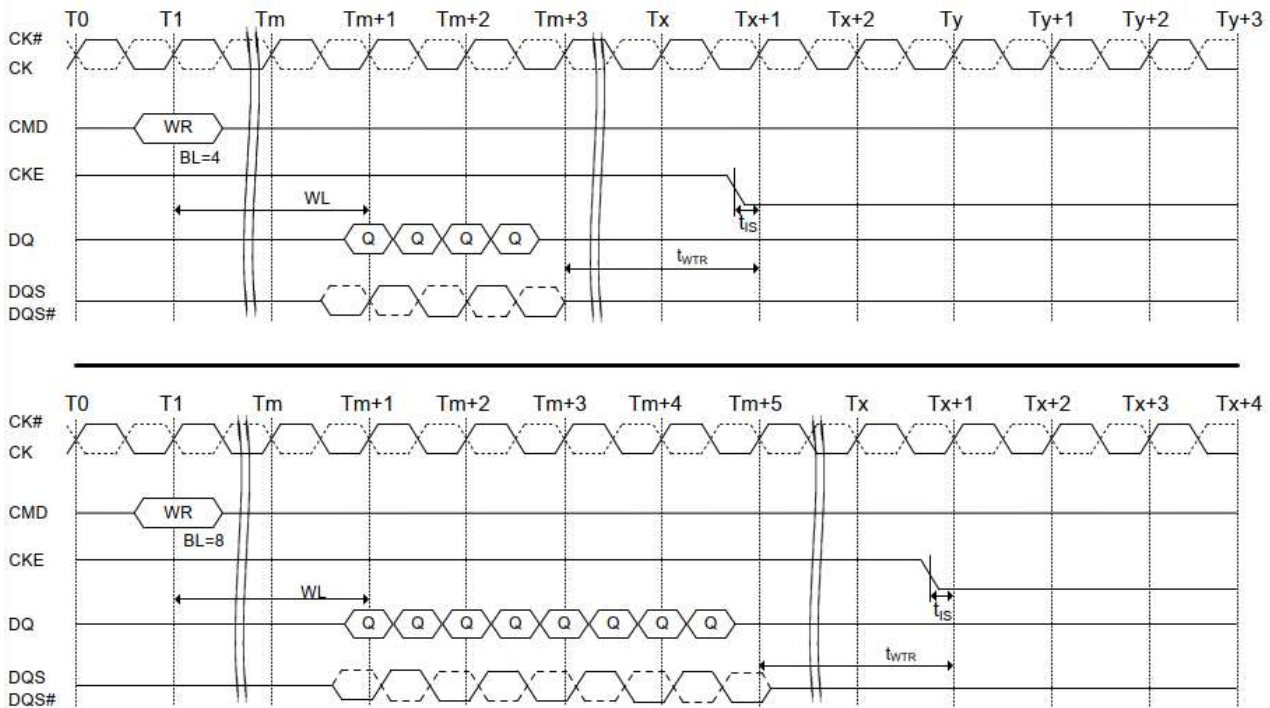 T0 T1 Tm Tm+1 Tm+2 Tm+3 Tx Tx+1 Tx+2 Ty Ty+1 Ty+2 Ty+3
CK#
CK
CMD WR
BL=4
CKE
WL
tIS
DQ Q Q Q Q
tWTR
DQS
DQS#
T0 T1 Tm Tm+1 Tm+2 Tm+3 Tm+4 Tm+5 Tx Tx+1 Tx+2 Tx+3 Tx+4
CK#
CK
CMD WR
BL=8
CKE
WL
tIS
DQ Q Q Q Q Q Q Q Q
tWTR
DQS
DQS#